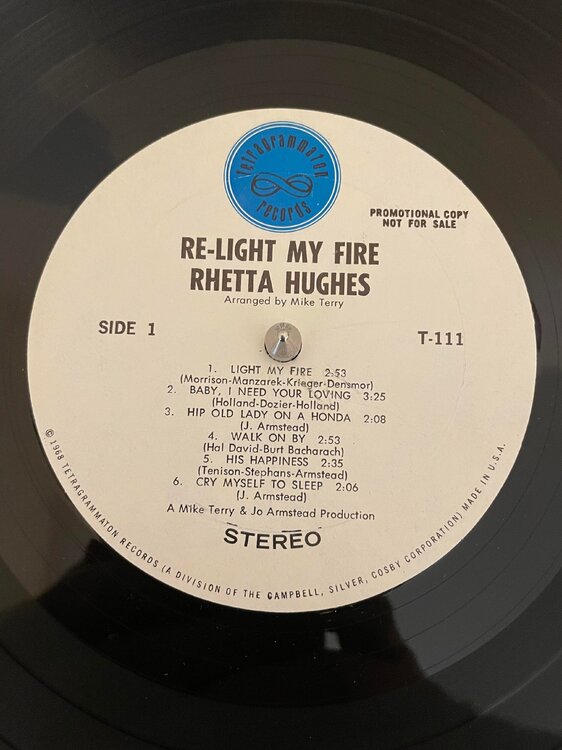 tetragrammaton
records
PROMOTIONAL COPY
NOT FOR SALE
RE-LIGHT MY FIRE
RHETTA HUGHES
Arranged by Mike Terry
SIDE 1
T-111
1. LIGHT MY FIRE 2:53
(Morrison-Manzarek-Krieger-Densmor)
2. BABY, I NEED YOUR LOVING 3:25
(Holland-Dozier-Holland)
3. HIP OLD LADY ON A HONDA 2:08
(J. Armstead)
4. WALK ON BY 2:53
(Hal David-Burt Bacharach)
5. HIS HAPPINESS 2:35
(Tenison-Stephans-Armstead)
6. CRY MYSELF TO SLEEP 2:06
(J. Armstead)
A Mike Terry & Jo Armstead Production
STEREO
© 1968 TETRAGRAMMATON RECORDS (A DIVISION OF THE CAMPBELL, SILVER, COSBY CORPORATION) MADE IN U.S.A.